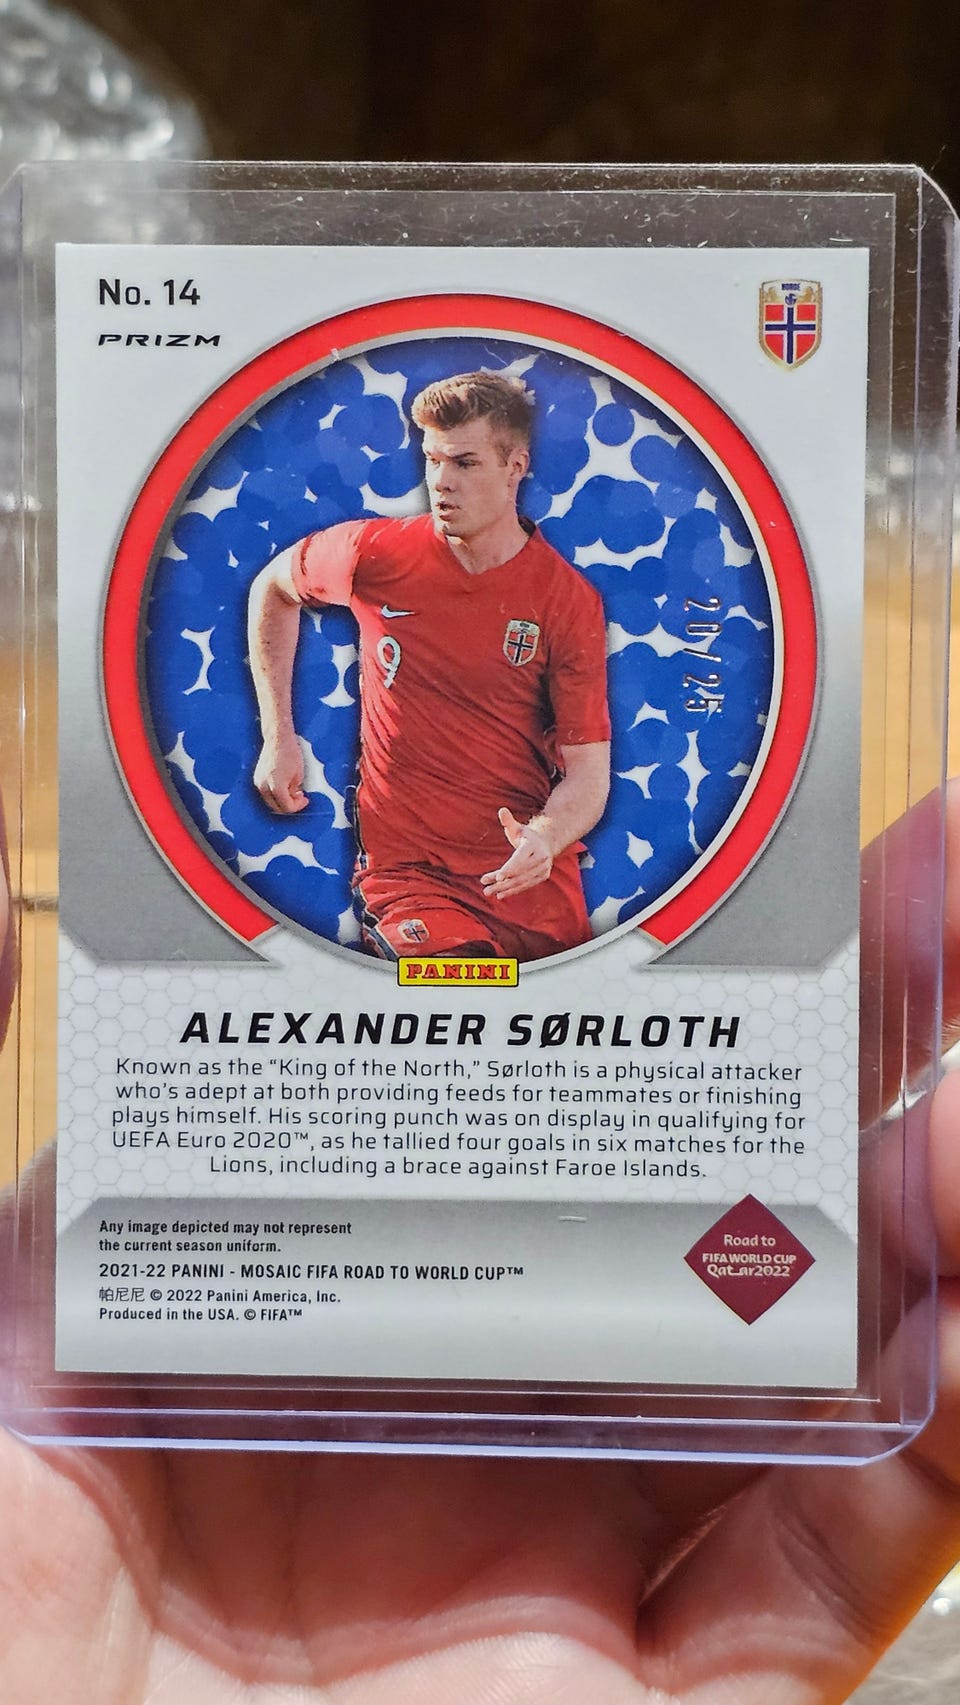 No. 14
PRIZM
NORGE
9
20/25
PANINI
ALEXANDER SØRLOTH
Known as the “King of the North,” Sørloth is a physical attacker
who’s adept at both providing feeds for teammates or finishing
plays himself. His scoring punch was on display in qualifying for
UEFA Euro 2020™, as he tallied four goals in six matches for the
Lions, including a brace against Faroe Islands.
Any image depicted may not represent
the current season uniform.
2021-22 PANINI - MOSAIC FIFA ROAD TO WORLD CUP™
帕尼尼 © 2022 Panini America, Inc.
Produced in the USA. © FIFA™
Road to
FIFA WORLD CUP
Qatar2022